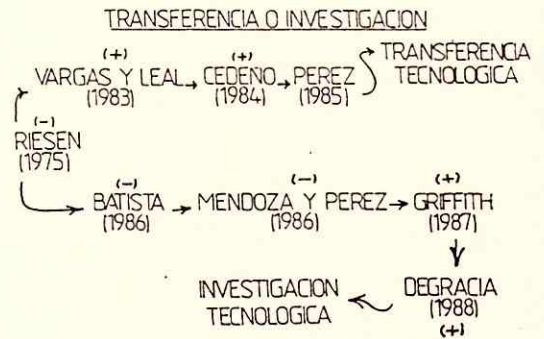 TRANSFERENCIA O INVESTIGACION
(+) (+)
VARGAS Y LEAL → CEDEÑO → PEREZ
(1983) (1984) (1985)
TRANSFERENCIA
TECNOLOGICA
(-)
RIESEN
(1975)
(-) (-) (+)
BATISTA → MENDOZA Y PEREZ → GRIFFITH
(1986) (1986) (1987)
DEGRACIA
(1988)
(+)
INVESTIGACION
TECNOLOGICA